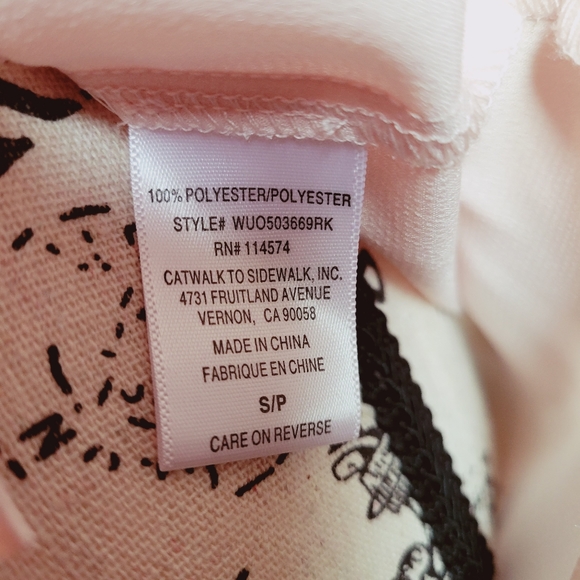 100% POLYESTER/POLYESTER
STYLE# WUO503669RK
RN# 114574
CATWALK TO SIDEWALK, INC.
4731 FRUITLAND AVENUE
VERNON, CA 90058
MADE IN CHINA
FABRIQUE EN CHINE
S/P
CARE ON REVERSE